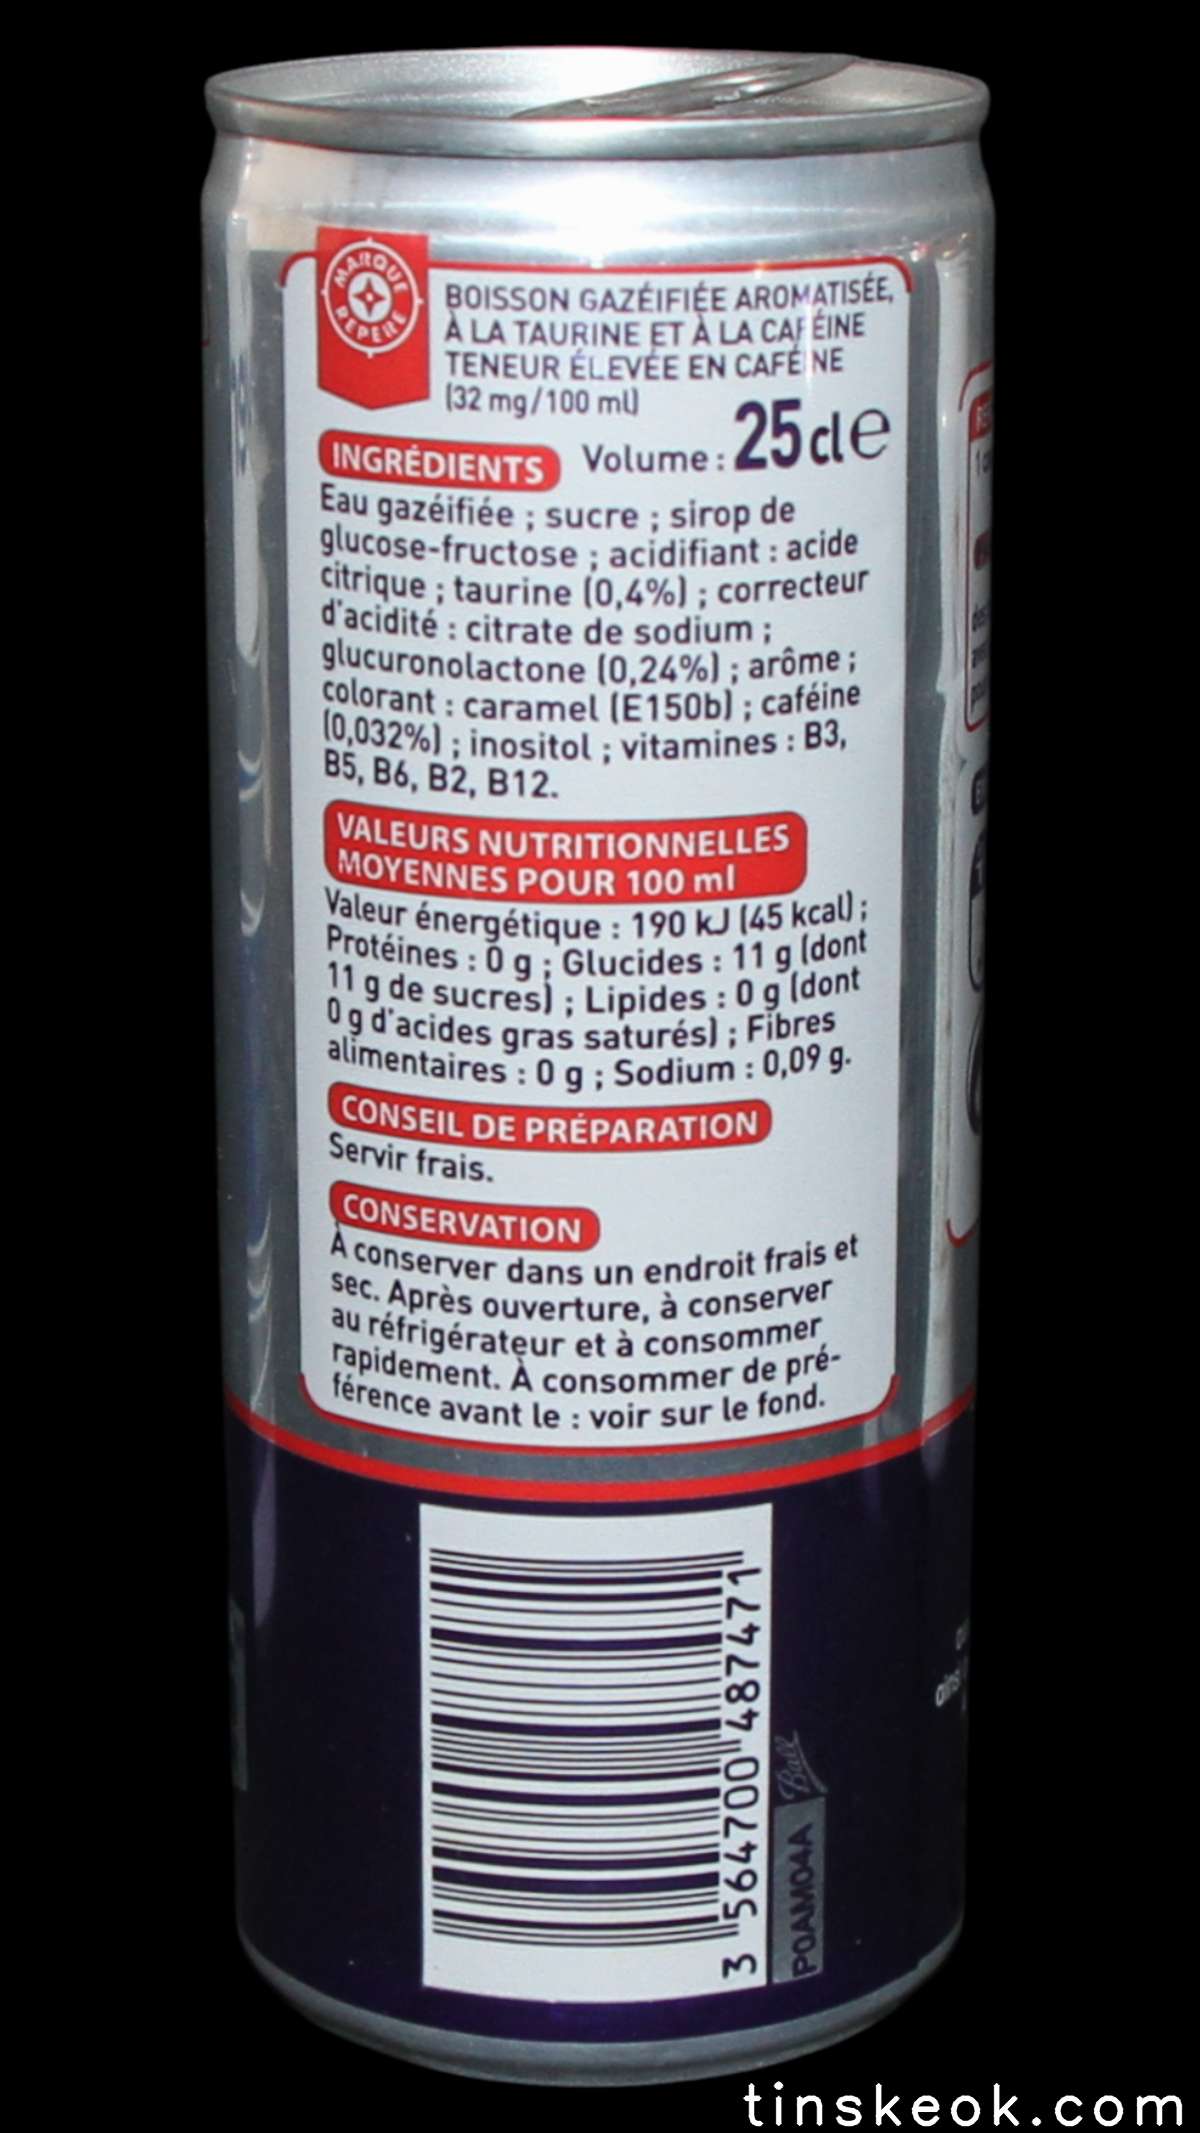 MARQUE REPERE
BOISSON GAZÉIFIÉE AROMATISÉE,
À LA TAURINE ET À LA CAFÉINE
TENEUR ÉLEVÉE EN CAFÉINE
(32 mg/100 ml)
Volume : 25 cl e
INGRÉDIENTS
Eau gazéifiée ; sucre ; sirop de
glucose-fructose ; acidifiant : acide
citrique ; taurine (0,4%) ; correcteur
d'acidité : citrate de sodium ;
glucuronolactone (0,24%) ; arôme ;
colorant : caramel (E150b) ; caféine
(0,032%) ; inositol ; vitamines : B3,
B5, B6, B2, B12.
VALEURS NUTRITIONNELLES
MOYENNES POUR 100 ml
Valeur énergétique : 190 kJ (45 kcal) ;
Protéines : 0 g ; Glucides : 11 g (dont
11 g de sucres) ; Lipides : 0 g (dont
0 g d'acides gras saturés) ; Fibres
alimentaires : 0 g ; Sodium : 0,09 g.
CONSEIL DE PRÉPARATION
Servir frais.
CONSERVATION
À conserver dans un endroit frais et
sec. Après ouverture, à conserver
au réfrigérateur et à consommer
rapidement. À consommer de pré-
férence avant le : voir sur le fond.
3 564700 487471
Ball
P0AM04A
tinskeok.com